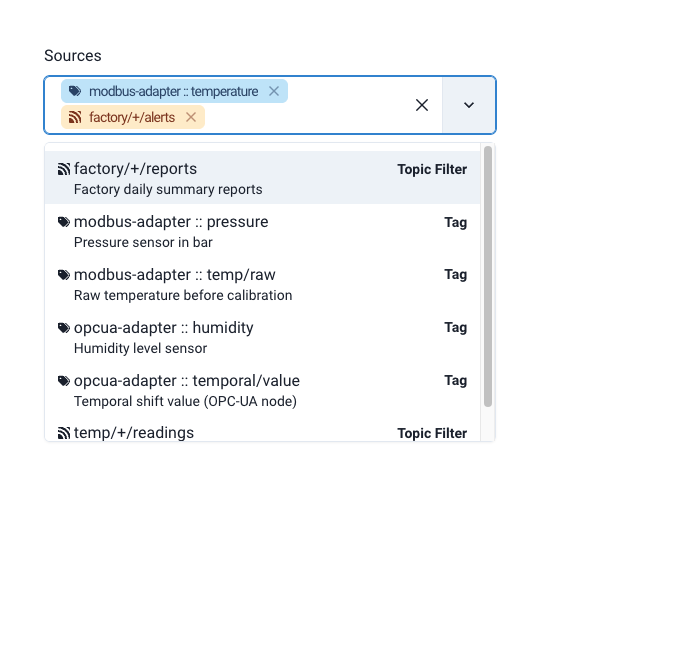 Sources
modbus-adapter :: temperature
factory/+/alerts
factory/+/reports Topic Filter
Factory daily summary reports
modbus-adapter :: pressure Tag
Pressure sensor in bar
modbus-adapter :: temp/raw Tag
Raw temperature before calibration
opcua-adapter :: humidity Tag
Humidity level sensor
opcua-adapter :: temporal/value Tag
Temporal shift value (OPC-UA node)
temp/+/readings Topic Filter